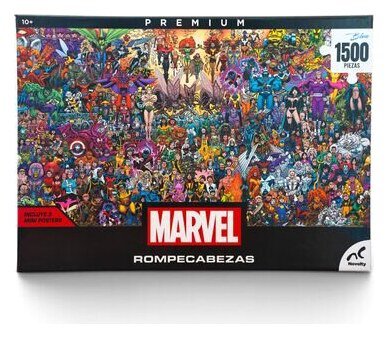 PREMIUM
10+
1500
PIEZAS
INCLUYE 2
MINI POSTERS
MARVEL
ROMPECABEZAS
Novelty